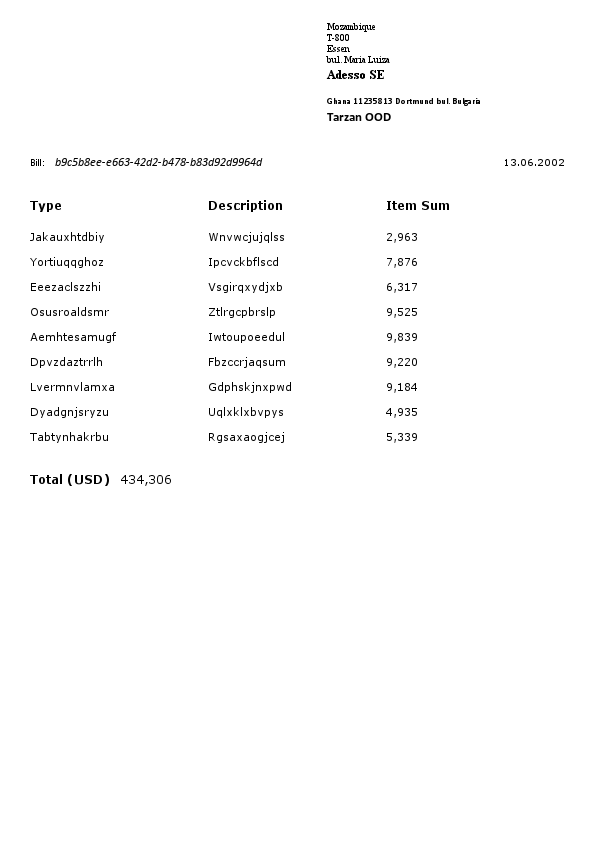 Mozambique
T-800
Essen
bul. Maria Luiza
Adesso SE
Ghana 11235813 Dortmund bul. Bulgaria
Tarzan OOD
Bill: b9c5b8ee-e663-42d2-b478-b83d92d9964d 13.06.2002
Type Description Item Sum
Jakauxhtdbiy Wnvwcjujqlss 2,963
Yortiuqqghoz Ipcvckbflscd 7,876
Eeezaclszzhi Vsgirqxydjxb 6,317
Osusroaldsmr Ztlrgcpbrslp 9,525
Aemhtesamugf Iwtoupoeedul 9,839
Dpvzdaztrrlh Fbzccrjaqsum 9,220
Lvermnvlamxa Gdphskjnxpwd 9,184
Dyadgnjsryzu Uqlxklxbvpys 4,935
Tabtynhakrbu Rgsaxaogjcej 5,339
Total (USD) 434,306